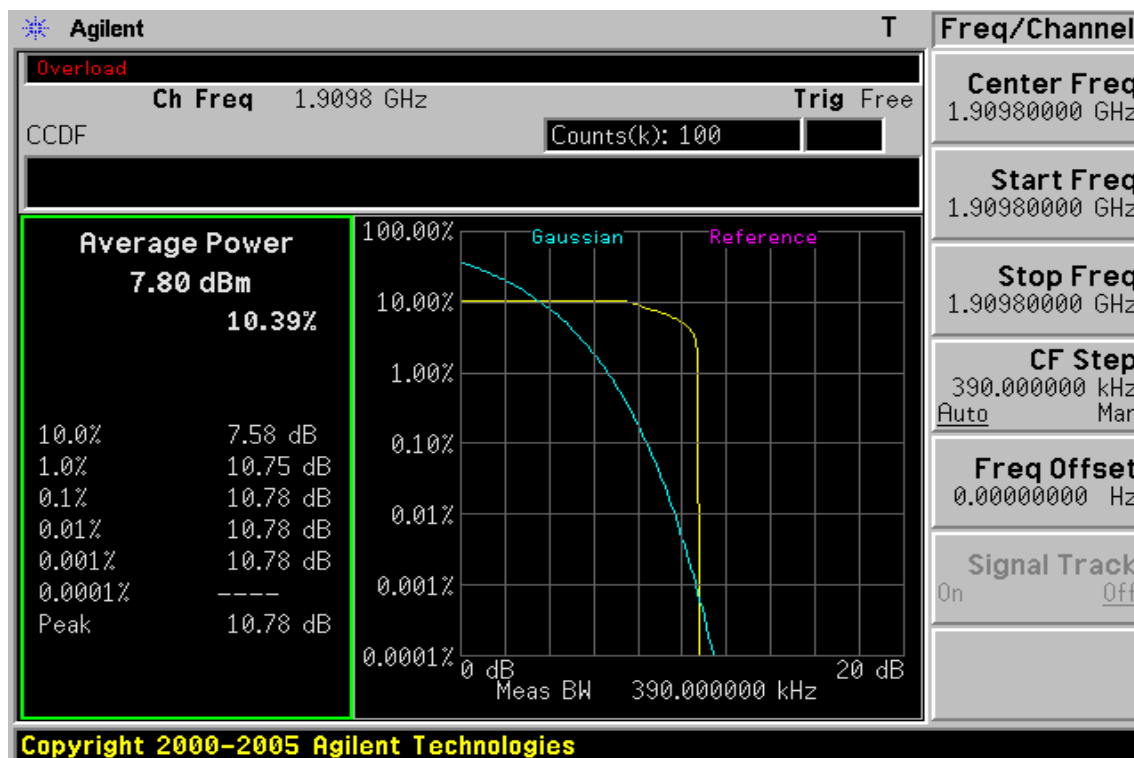 Agilent
T
Overload
Ch Freq 1.9098 GHz Trig Free
CCDF Counts(k): 100
Average Power
7.80 dBm
10.39%
10.0% 7.58 dB
1.0% 10.75 dB
0.1% 10.78 dB
0.01% 10.78 dB
0.001% 10.78 dB
0.0001% ----
Peak 10.78 dB
Gaussian Reference
100.00%
10.00%
1.00%
0.10%
0.01%
0.001%
0.0001%
0 dB 20 dB
Meas BW 390.000000 kHz
Freq/Channel
Center Freq
1.90980000 GHz
Start Freq
1.90980000 GHz
Stop Freq
1.90980000 GHz
CF Step
390.000000 kHz
Auto Man
Freq Offset
0.00000000 Hz
Signal Track
On Off
Copyright 2000-2005 Agilent Technologies